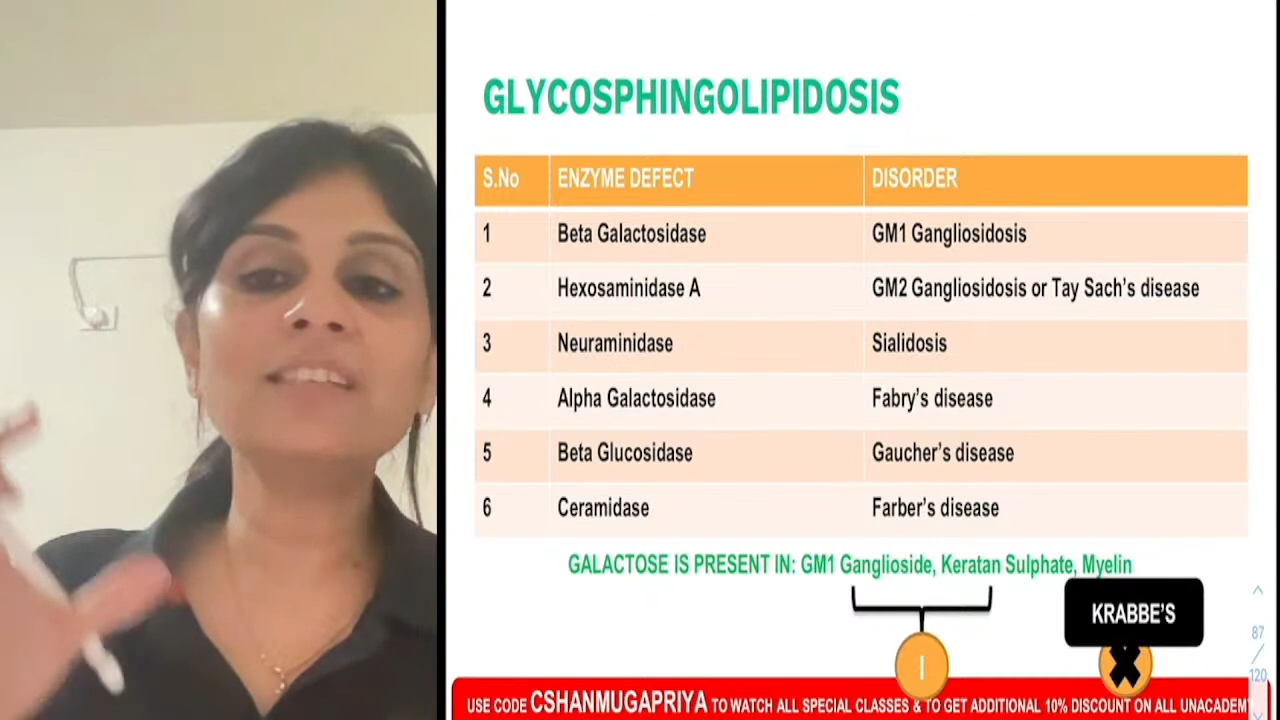 GLYCOSPHINGOLIPIDOSIS
S.No ENZYME DEFECT DISORDER
1 Beta Galactosidase GM1 Gangliosidosis
2 Hexosaminidase A GM2 Gangliosidosis or Tay Sach's disease
3 Neuraminidase Sialidosis
4 Alpha Galactosidase Fabry's disease
5 Beta Glucosidase Gaucher's disease
6 Ceramidase Farber's disease
GALACTOSE IS PRESENT IN: GM1 Ganglioside, Keratan Sulphate, Myelin
KRABBE'S
I
X
87
/
120
USE CODE CSHANMUGAPRIYA TO WATCH ALL SPECIAL CLASSES & TO GET ADDITIONAL 10% DISCOUNT ON ALL UNACADEMY